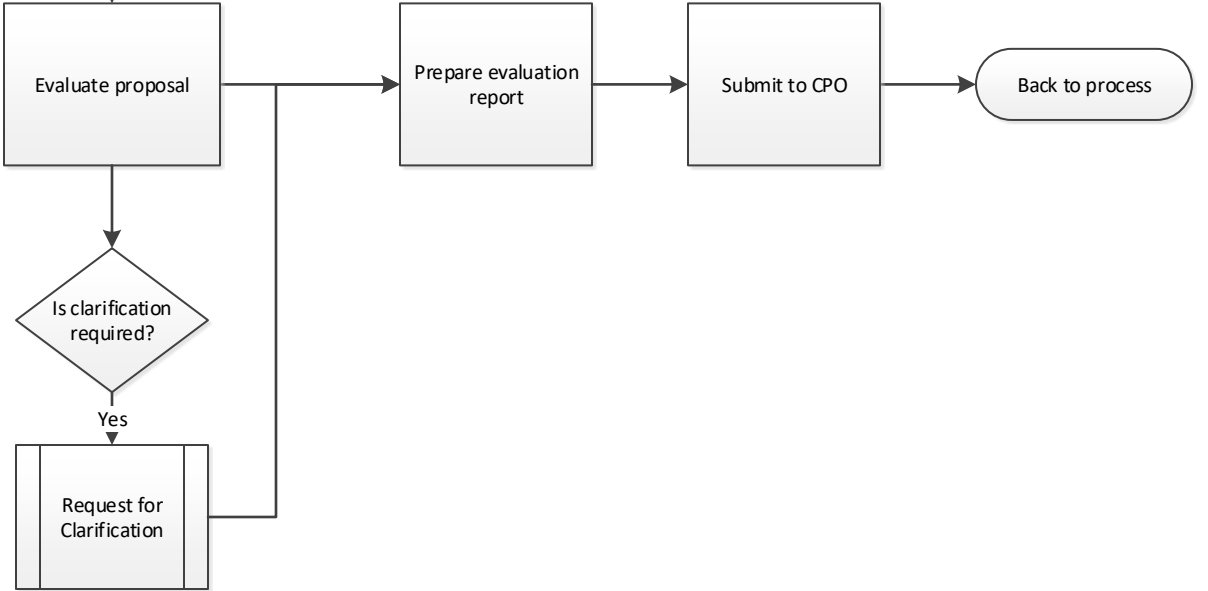 Evaluate proposal
Prepare evaluation
report
Submit to CPO
Back to process
Is clarification
required?
Yes
Request for
Clarification